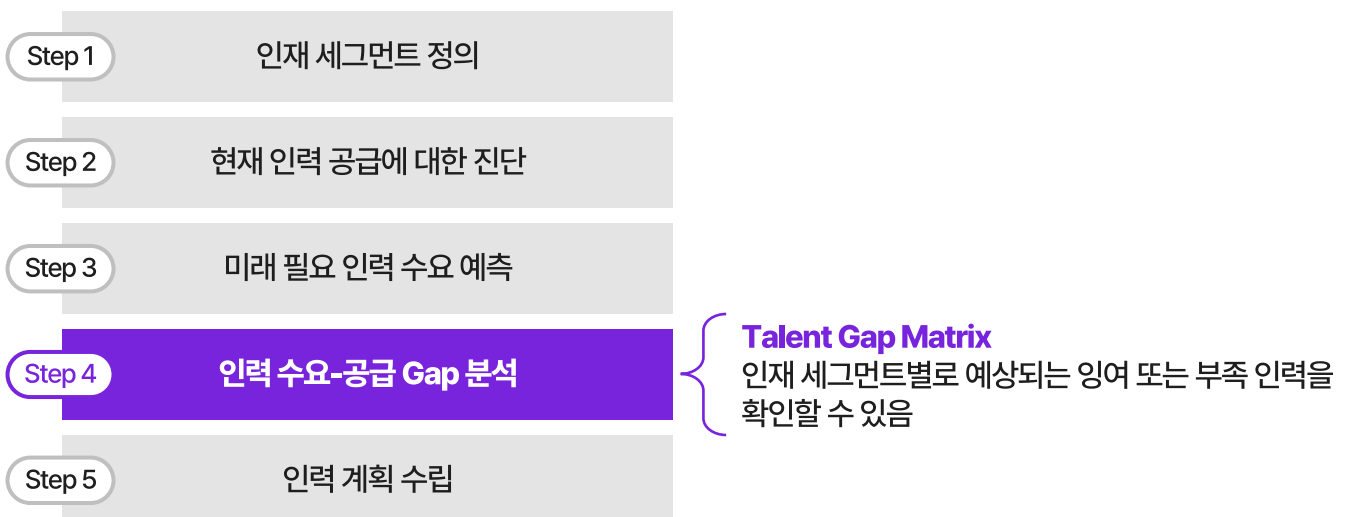 Step 1
인재 세그먼트 정의
Step 2
현재 인력 공급에 대한 진단
Step 3
미래 필요 인력 수요 예측
Step 4
인력 수요-공급 Gap 분석
Talent Gap Matrix
인재 세그먼트별로 예상되는 잉여 또는 부족 인력을
확인할 수 있음
Step 5
인력 계획 수립